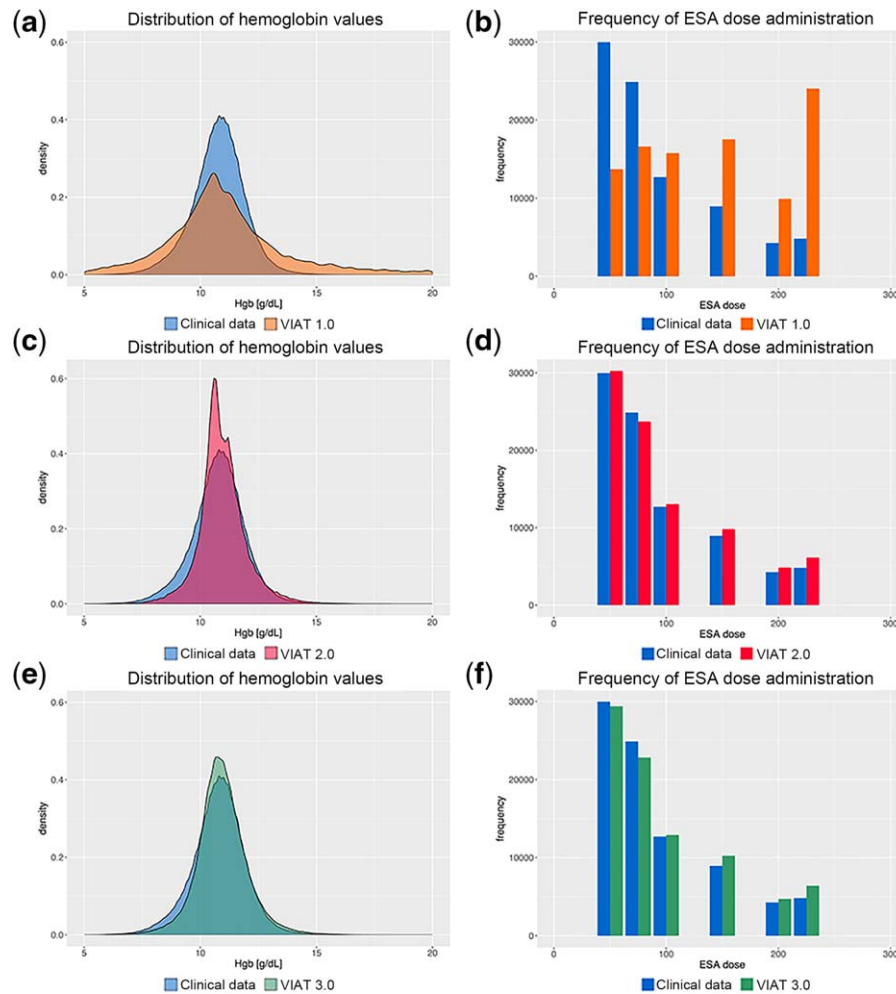 (a)
Distribution of hemoglobin values
0.6
0.4
0.2
0.0
density
5
10
15
20
Hgb [g/dL]
Clinical data
VIAT 1.0
(b)
Frequency of ESA dose administration
30000
20000
10000
0
frequency
0
100
200
300
ESA dose
Clinical data
VIAT 1.0
(c)
Distribution of hemoglobin values
0.6
0.4
0.2
0.0
density
5
10
15
20
Hgb [g/dL]
Clinical data
VIAT 2.0
(d)
Frequency of ESA dose administration
30000
20000
10000
0
frequency
0
100
200
300
ESA dose
Clinical data
VIAT 2.0
(e)
Distribution of hemoglobin values
0.6
0.4
0.2
0.0
density
5
10
15
20
Hgb [g/dL]
Clinical data
VIAT 3.0
(f)
Frequency of ESA dose administration
30000
20000
10000
0
frequency
0
100
200
300
ESA dose
Clinical data
VIAT 3.0